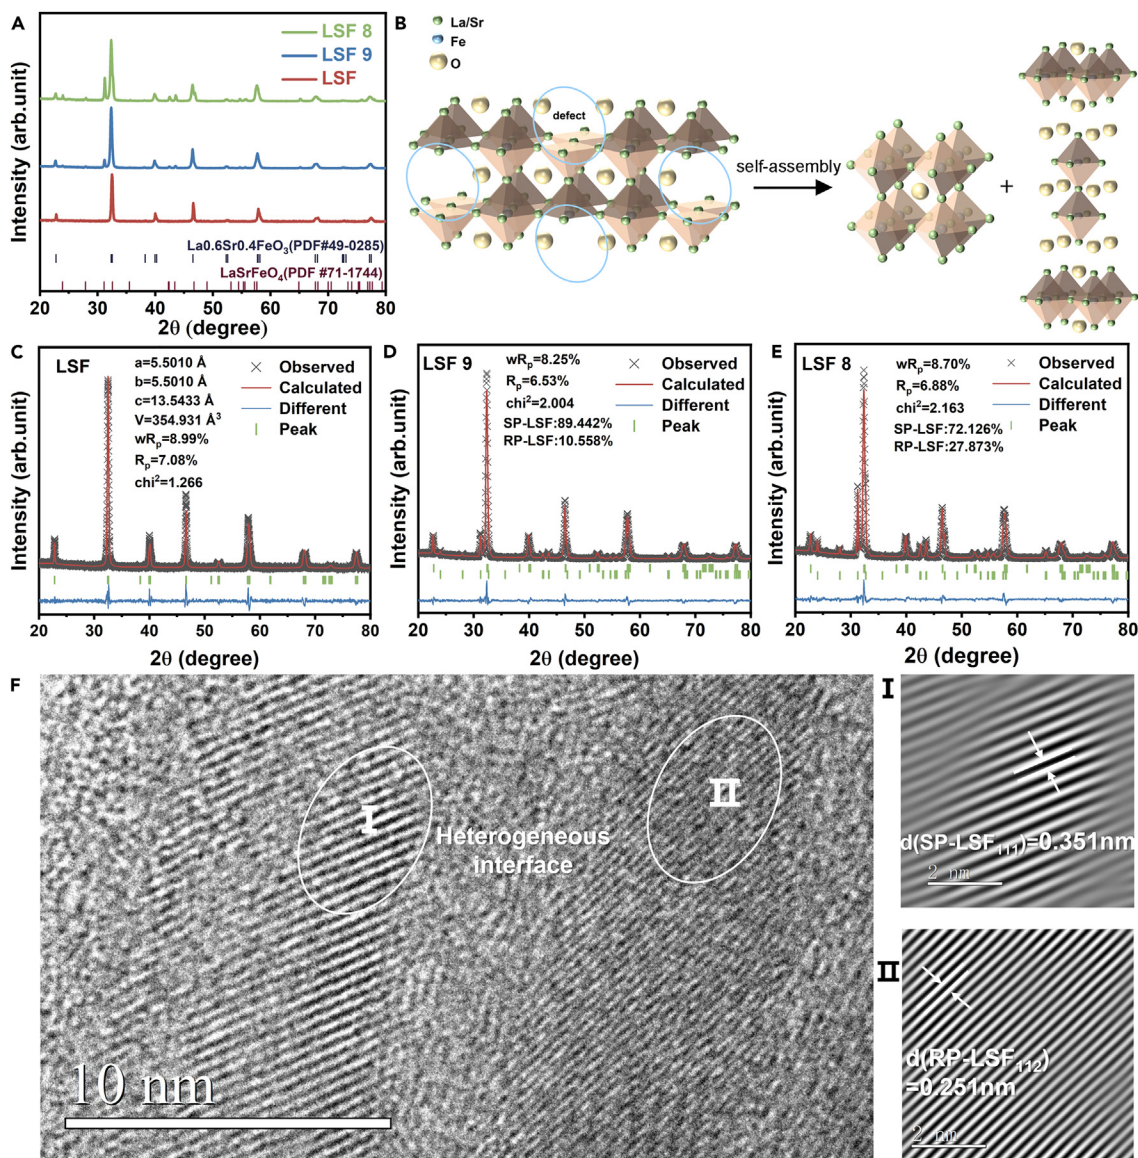 A
LSF 8
LSF 9
LSF
Intensity (arb.unit)
La0.6Sr0.4FeO₃(PDF#49-0285)
LaSrFeO₄(PDF #71-1744)
20 30 40 50 60 70 80
2θ (degree)
B
La/Sr
Fe
O
defect
self-assembly
+
C
LSF
a=5.5010 Å
b=5.5010 Å
c=13.5433 Å
V=354.931 Å³
wRₚ=8.99%
Rₚ=7.08%
chi²=1.266
Observed
Calculated
Different
Peak
Intensity (arb.unit)
20 30 40 50 60 70 80
2θ (degree)
D
LSF 9
wRₚ=8.25%
Rₚ=6.53%
chi²=2.004
SP-LSF:89.442%
RP-LSF:10.558%
Observed
Calculated
Different
Peak
Intensity (arb.unit)
20 30 40 50 60 70 80
2θ (degree)
E
LSF 8
wRₚ=8.70%
Rₚ=6.88%
chi²=2.163
SP-LSF:72.126%
RP-LSF:27.873%
Observed
Calculated
Different
Peak
Intensity (arb.unit)
20 30 40 50 60 70 80
2θ (degree)
F
I
II
Heterogeneous
interface
10 nm
I
d(SP-LSF₁₁₁)=0.351nm
2 nm
II
d(RP-LSF₁₁₂)
=0.251nm
2 nm